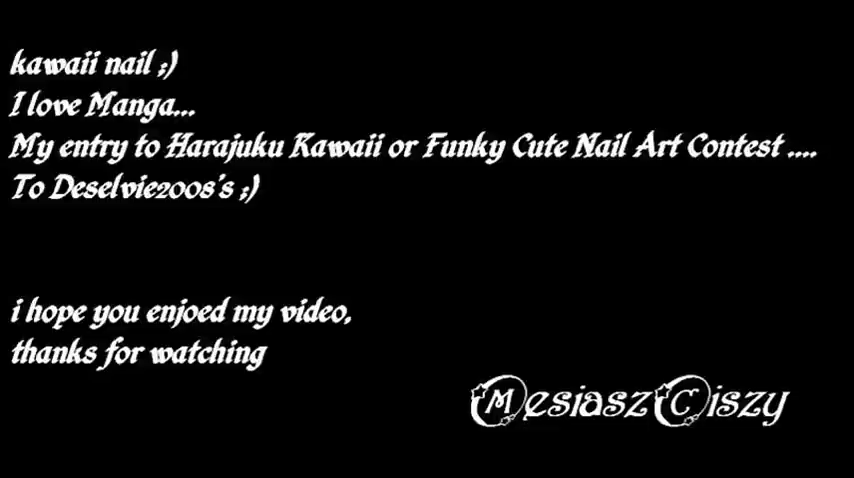 kawaii nail ;)
I love Manga...
My entry to Harajuku Kawaii or Funky Cute Nail Art Contest ....
To Deselvie2008's ;)
i hope you enjoed my video,
thanks for watching
MesiaszCiszy